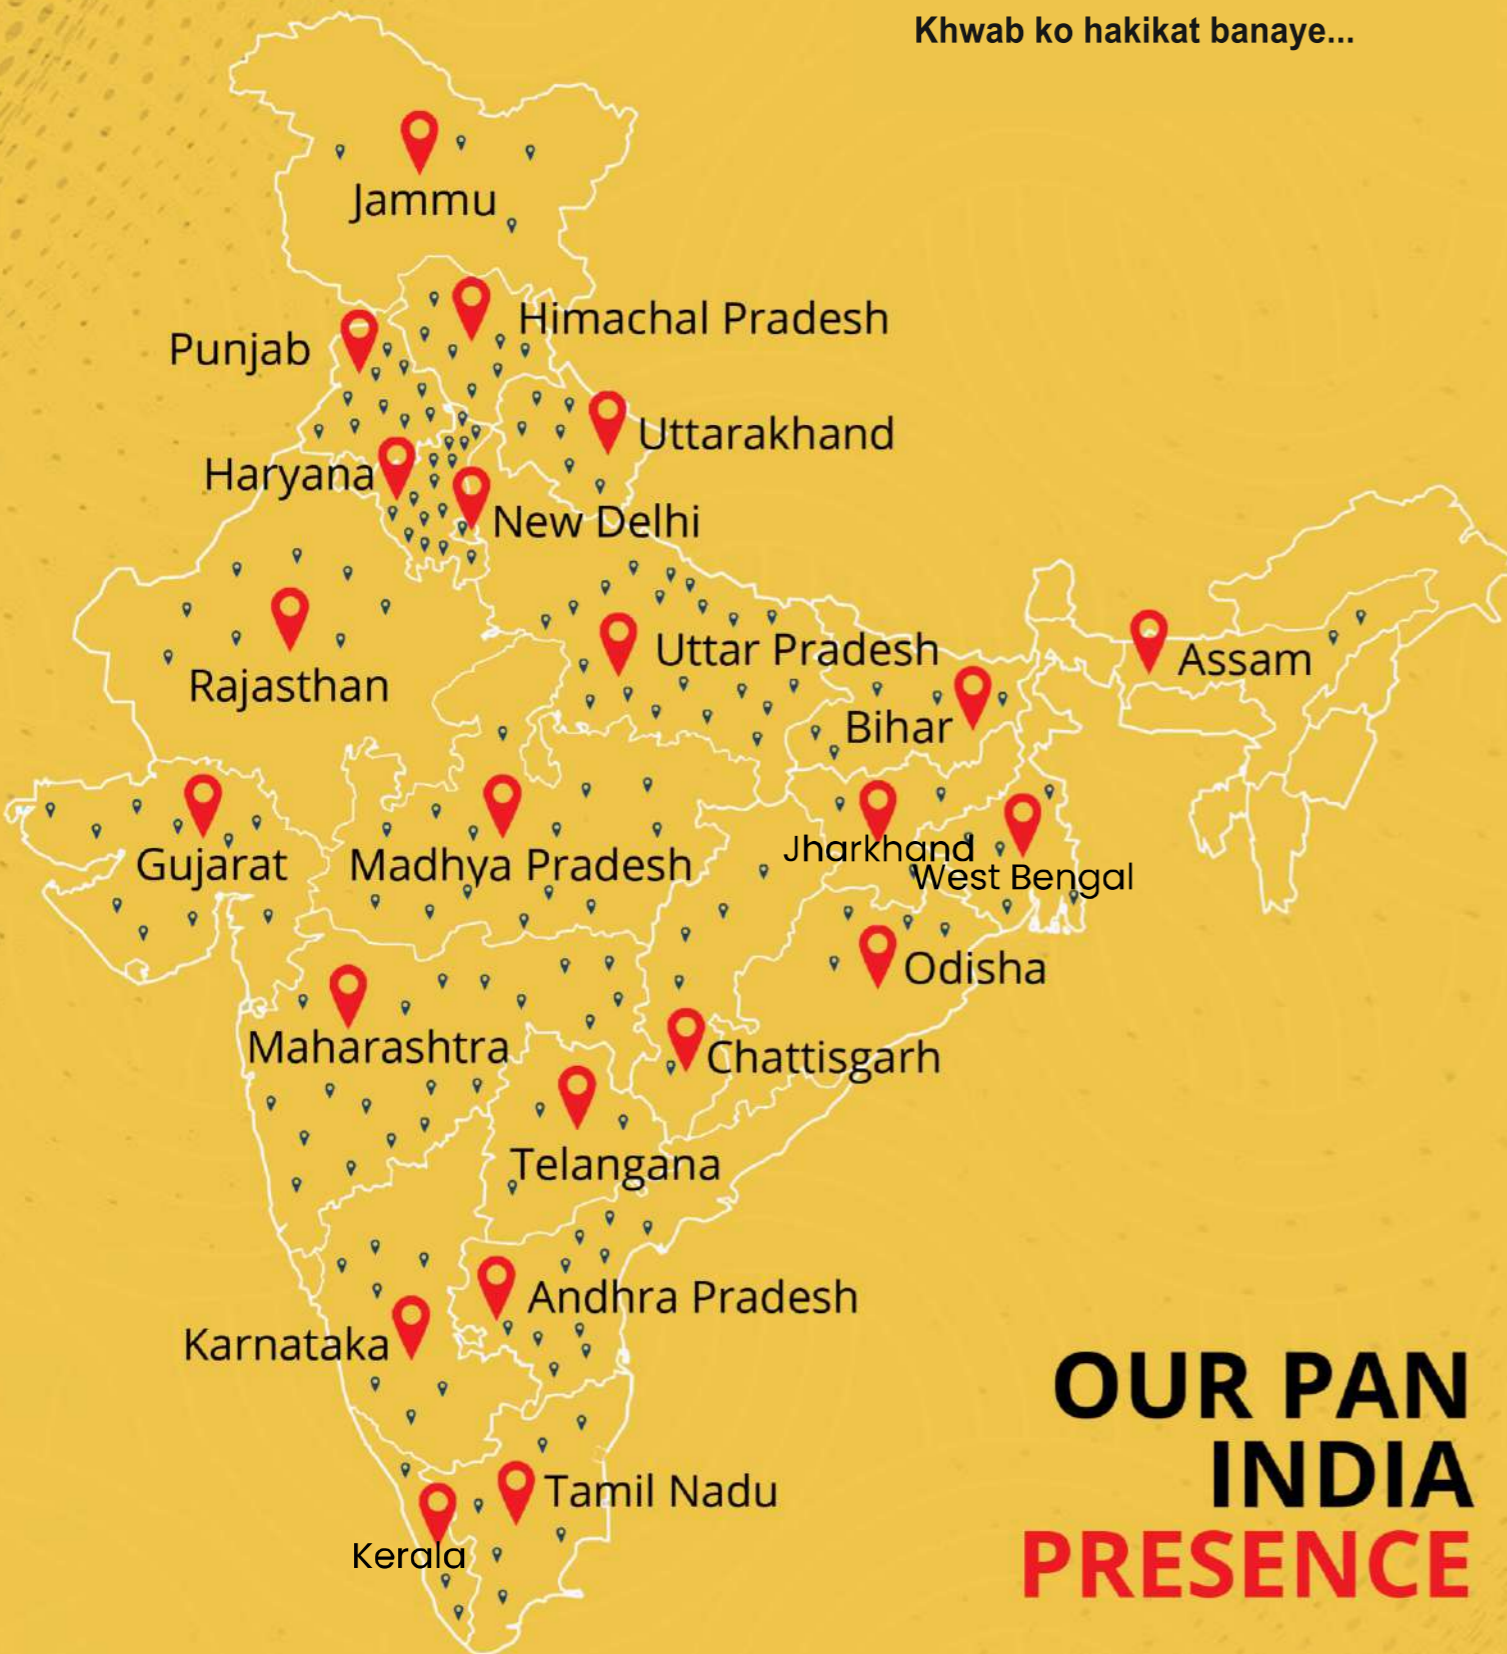 Khwab ko hakikat banaye...
Jammu
Himachal Pradesh
Punjab
Uttarakhand
Haryana
New Delhi
Uttar Pradesh
Assam
Rajasthan
Bihar
Jharkhand
Gujarat
Madhya Pradesh
West Bengal
Odisha
Maharashtra
Chattisgarh
Telangana
Andhra Pradesh
Karnataka
OUR PAN
INDIA
PRESENCE
Tamil Nadu
Kerala